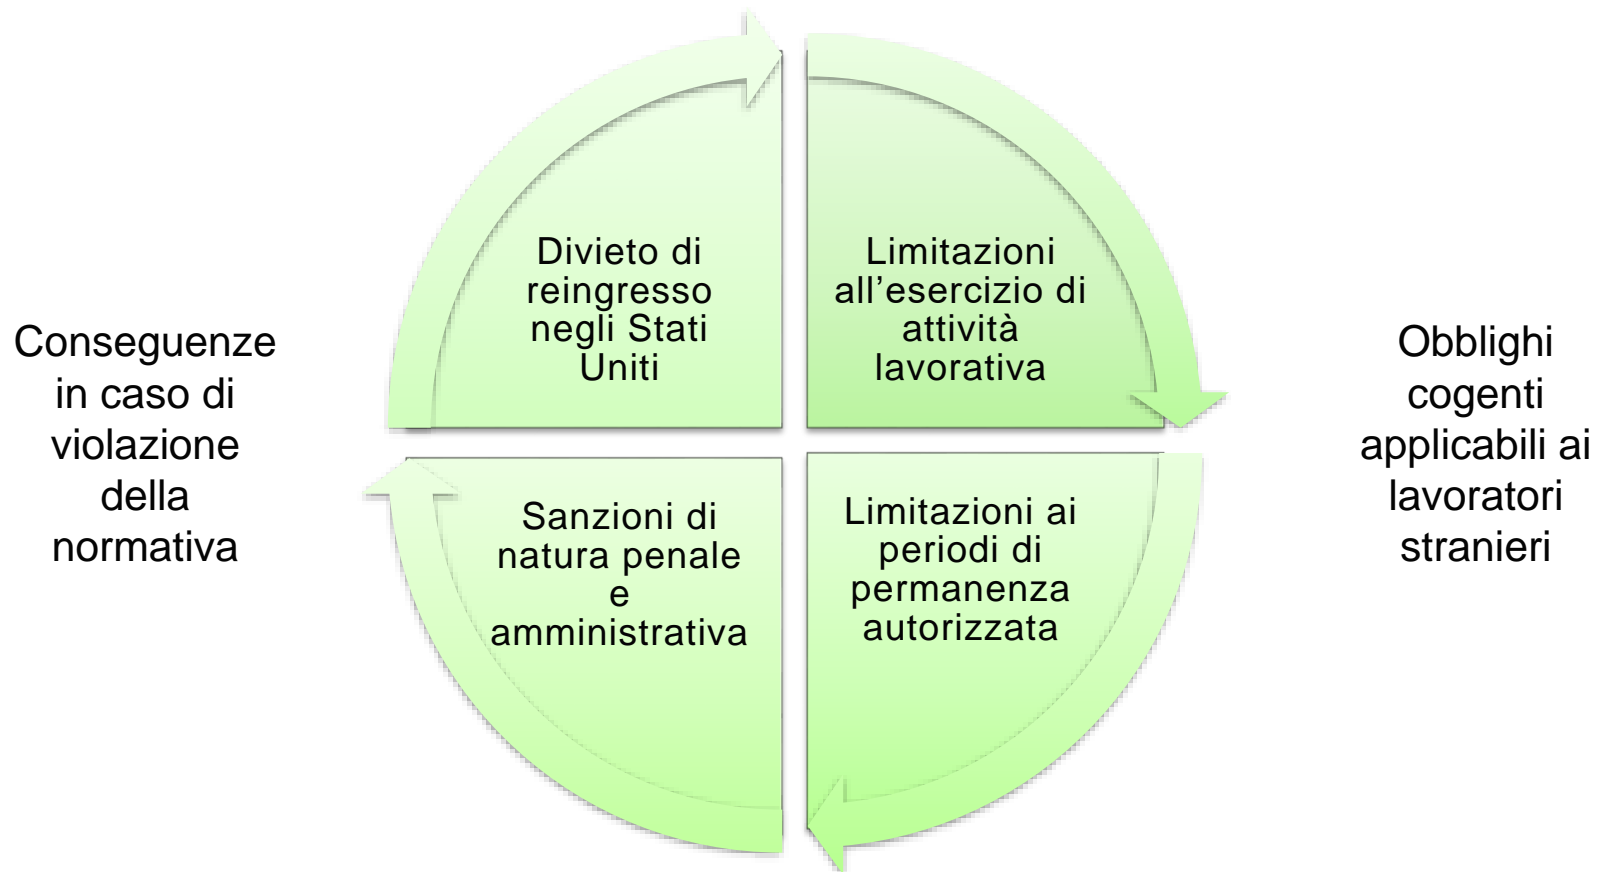 Conseguenze
in caso di
violazione
della
normativa
Divieto di
reingresso
negli Stati
Uniti
Limitazioni
all’esercizio di
attività
lavorativa
Sanzioni di
natura penale
e
amministrativa
Limitazioni ai
periodi di
permanenza
autorizzata
Obblighi
cogenti
applicabili ai
lavoratori
stranieri